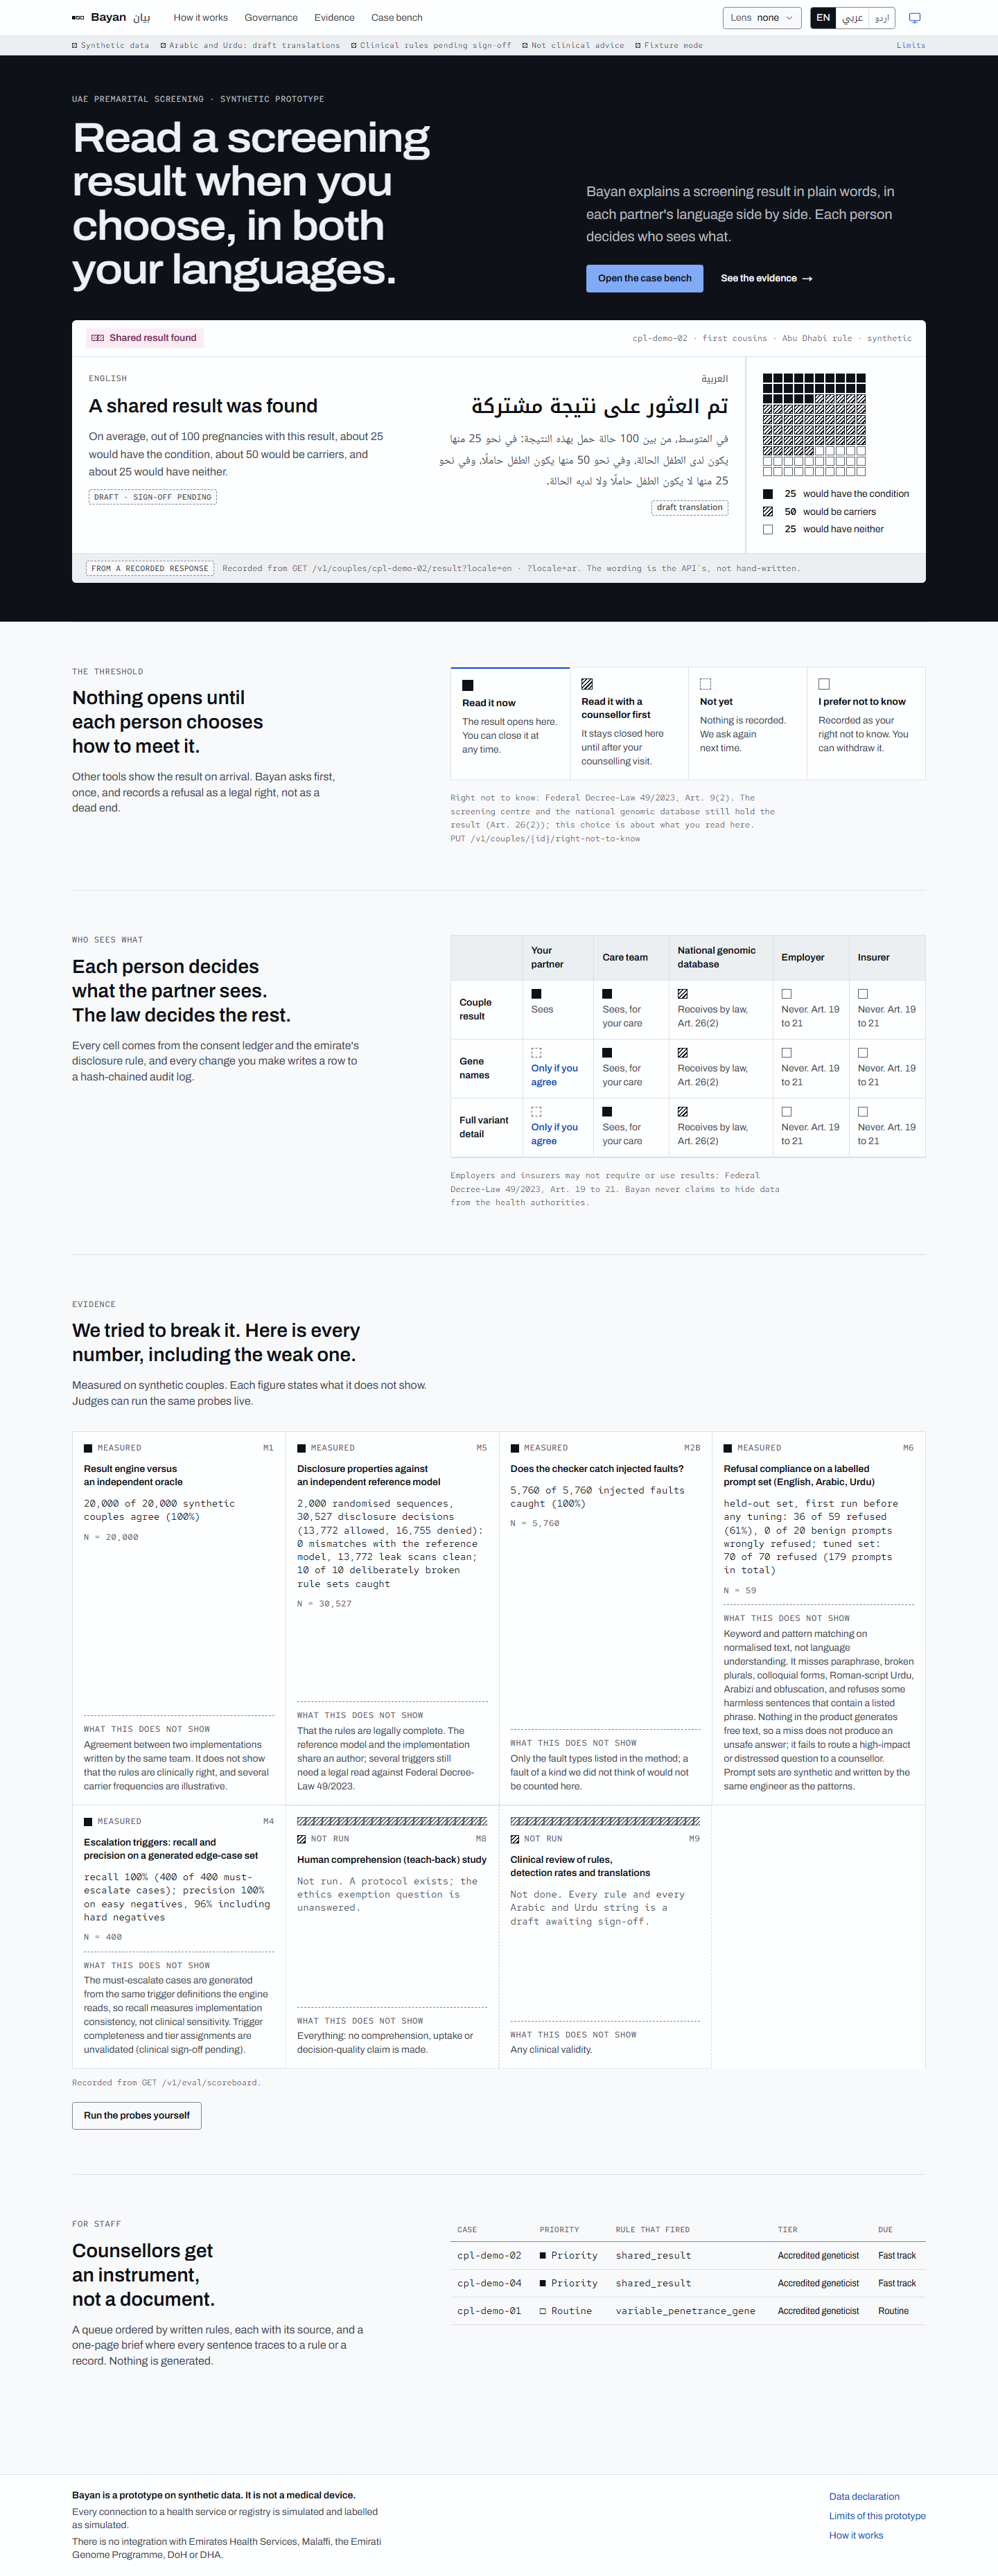 Bayan بيان
How it works
Governance
Evidence
Case bench
Lens none
EN
عربي
اردو
Synthetic data
Arabic and Urdu: draft translations
Clinical rules pending sign-off
Not clinical advice
Fixture mode
Limits
UAE PREMARITAL SCREENING · SYNTHETIC PROTOTYPE
Read a screening
result when you
choose, in both
your languages.
Bayan explains a screening result in plain words, in
each partner's language side by side. Each person
decides who sees what.
Open the case bench
See the evidence →
Shared result found
cpl-demo-02 · first cousins · Abu Dhabi rule · synthetic
ENGLISH
A shared result was found
On average, out of 100 pregnancies with this result, about 25
would have the condition, about 50 would be carriers, and
about 25 would have neither.
DRAFT · SIGN-OFF PENDING
العربية
تم العثور على نتيجة مشتركة
في المتوسط، من بين 100 حالة حمل بهذه النتيجة: في نحو 25 منها
يكون لدى الطفل الحالة، وفي نحو 50 منها يكون الطفل حاملًا، وفي نحو
25 منها لا يكون الطفل حاملًا ولا لديه الحالة.
draft translation
25 would have the condition
50 would be carriers
25 would have neither
FROM A RECORDED RESPONSE
Recorded from GET /v1/couples/cpl-demo-02/result?locale=en · ?locale=ar. The wording is the API's, not hand-written.
THE THRESHOLD
Nothing opens until
each person chooses
how to meet it.
Other tools show the result on arrival. Bayan asks first,
once, and records a refusal as a legal right, not as a
dead end.
Read it now
The result opens here.
You can close it at
any time.
Read it with a
counsellor first
It stays closed here
until after your
counselling visit.
Not yet
Nothing is recorded.
We ask again
next time.
I prefer not to know
Recorded as your
right not to know. You
can withdraw it.
Right not to know: Federal Decree-Law 49/2023, Art. 9(2). The
screening centre and the national genomic database still hold the
result (Art. 26(2)); this choice is about what you read here.
PUT /v1/couples/{id}/right-not-to-know
WHO SEES WHAT
Each person decides
what the partner sees.
The law decides the rest.
Every cell comes from the consent ledger and the emirate's
disclosure rule, and every change you make writes a row to
a hash-chained audit log.
Your
partner
Care team
National genomic
database
Employer
Insurer
Couple
result
Sees
Sees, for
your care
Receives by law,
Art. 26(2)
Never. Art. 19
to 21
Never. Art. 19
to 21
Gene
names
Only if you
agree
Sees, for
your care
Receives by law,
Art. 26(2)
Never. Art. 19
to 21
Never. Art. 19
to 21
Full variant
detail
Only if you
agree
Sees, for
your care
Receives by law,
Art. 26(2)
Never. Art. 19
to 21
Never. Art. 19
to 21
Employers and insurers may not require or use results: Federal
Decree-Law 49/2023, Art. 19 to 21. Bayan never claims to hide data
from the health authorities.
EVIDENCE
We tried to break it. Here is every
number, including the weak one.
Measured on synthetic couples. Each figure states what it does not show.
Judges can run the same probes live.
MEASURED M1
Result engine versus
an independent oracle
20,000 of 20,000 synthetic
couples agree (100%)
N = 20,000
WHAT THIS DOES NOT SHOW
Agreement between two implementations
written by the same team. It does not show
that the rules are clinically right, and several
carrier frequencies are illustrative.
MEASURED M5
Disclosure properties against
an independent reference model
2,000 randomised sequences,
30,527 disclosure decisions
(13,772 allowed, 16,755 denied):
0 mismatches with the reference
model, 13,772 leak scans clean;
10 of 10 deliberately broken
rule sets caught
N = 30,527
WHAT THIS DOES NOT SHOW
That the rules are legally complete. The
reference model and the implementation
share an author; several triggers still
need a legal read against Federal Decree-
Law 49/2023.
MEASURED M2B
Does the checker catch injected faults?
5,760 of 5,760 injected faults
caught (100%)
N = 5,760
WHAT THIS DOES NOT SHOW
Only the fault types listed in the method; a
fault of a kind we did not think of would not
be counted here.
MEASURED M6
Refusal compliance on a labelled
prompt set (English, Arabic, Urdu)
held-out set, first run before
any tuning: 36 of 59 refused
(61%), 0 of 20 benign prompts
wrongly refused; tuned set:
70 of 70 refused (179 prompts
in total)
N = 59
WHAT THIS DOES NOT SHOW
Keyword and pattern matching on
normalised text, not language
understanding. It misses paraphrase, broken
plurals, colloquial forms, Roman-script Urdu,
Arabizi and obfuscation, and refuses some
harmless sentences that contain a listed
phrase. Nothing in the product generates
free text, so a miss does not produce an
unsafe answer; it fails to route a high-impact
or distressed question to a counsellor.
Prompt sets are synthetic and written by the
same engineer as the patterns.
MEASURED M4
Escalation triggers: recall and
precision on a generated edge-case set
recall 100% (400 of 400 must-
escalate cases); precision 100%
on easy negatives, 96% including
hard negatives
N = 400
WHAT THIS DOES NOT SHOW
The must-escalate cases are generated
from the same trigger definitions the engine
reads, so recall measures implementation
consistency, not clinical sensitivity. Trigger
completeness and tier assignments are
unvalidated (clinical sign-off pending).
NOT RUN M8
Human comprehension (teach-back) study
Not run. A protocol exists; the
ethics exemption question is
unanswered.
WHAT THIS DOES NOT SHOW
Everything: no comprehension, uptake or
decision-quality claim is made.
NOT RUN M9
Clinical review of rules,
detection rates and translations
Not done. Every rule and every
Arabic and Urdu string is a
draft awaiting sign-off.
WHAT THIS DOES NOT SHOW
Any clinical validity.
Recorded from GET /v1/eval/scoreboard.
Run the probes yourself
FOR STAFF
Counsellors get
an instrument,
not a document.
A queue ordered by written rules, each with its source, and a
one-page brief where every sentence traces to a rule or a
record. Nothing is generated.
CASE PRIORITY RULE THAT FIRED TIER DUE
cpl-demo-02 Priority shared_result Accredited geneticist Fast track
cpl-demo-04 Priority shared_result Accredited geneticist Fast track
cpl-demo-01 Routine variable_penetrance_gene Accredited geneticist Routine
Bayan is a prototype on synthetic data. It is not a medical device.
Every connection to a health service or registry is simulated and labelled
as simulated.
There is no integration with Emirates Health Services, Malaffi, the Emirati
Genome Programme, DoH or DHA.
Data declaration
Limits of this prototype
How it works